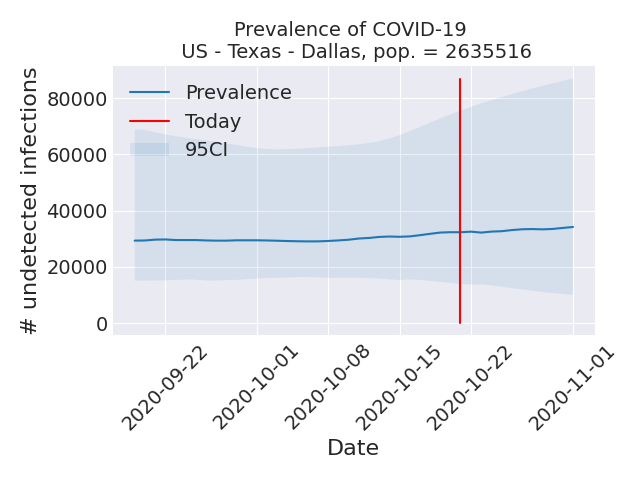 Prevalence of COVID-19
US - Texas - Dallas, pop. = 2635516
# undetected infections
80000
60000
40000
20000
0
Prevalence
Today
95CI
2020-09-22
2020-10-01
2020-10-08
2020-10-15
2020-10-22
2020-11-01
Date